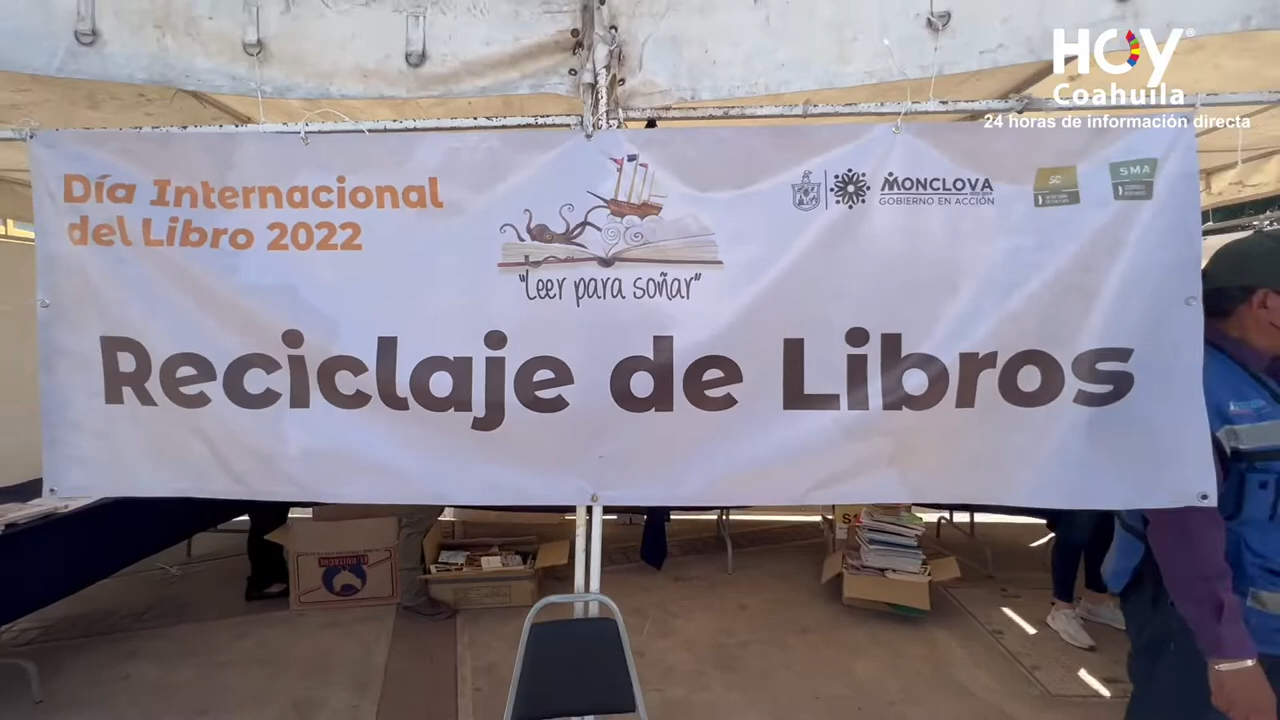 HOY®
Coahuila
24 horas de información directa
Día Internacional
del Libro 2022
"Leer para soñar"
MONCLOVA
GOBIERNO EN ACCIÓN
SC
SMA
Reciclaje de Libros